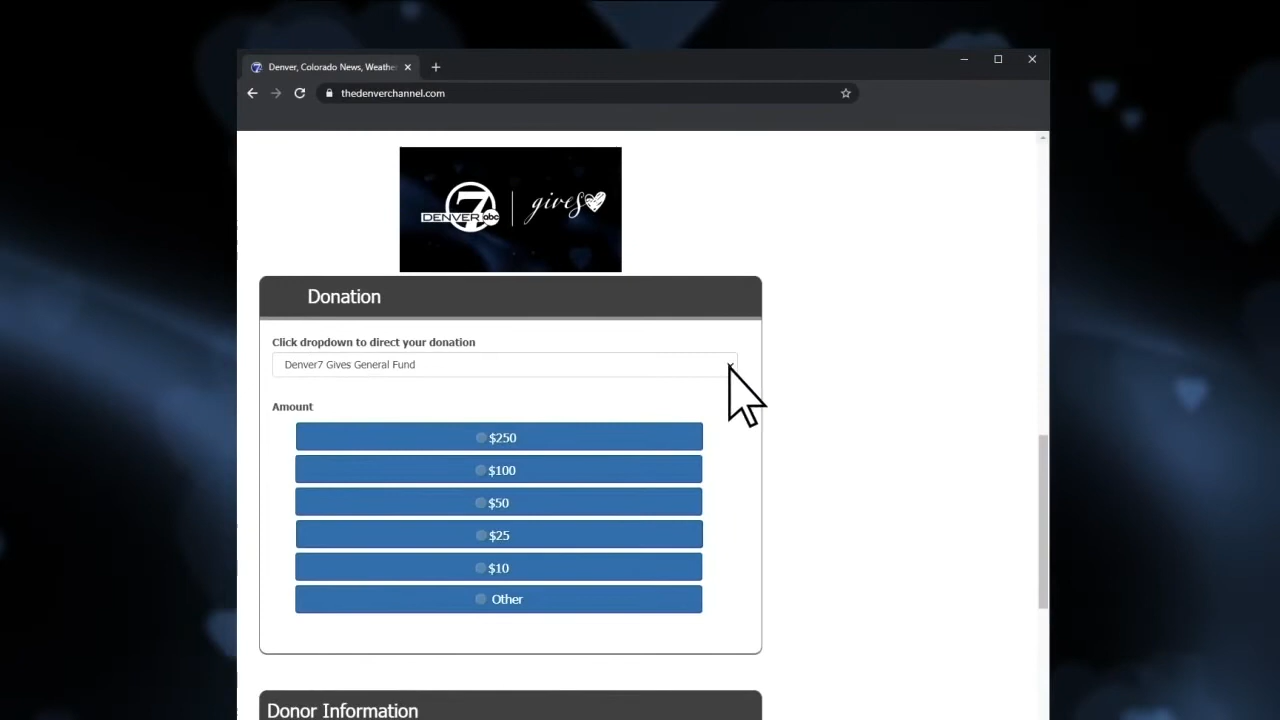 Denver, Colorado News, Weathe
thedenverchannel.com
7
DENVER abc
gives
Donation
Click dropdown to direct your donation
Denver7 Gives General Fund
Amount
$250
$100
$50
$25
$10
Other
Donor Information